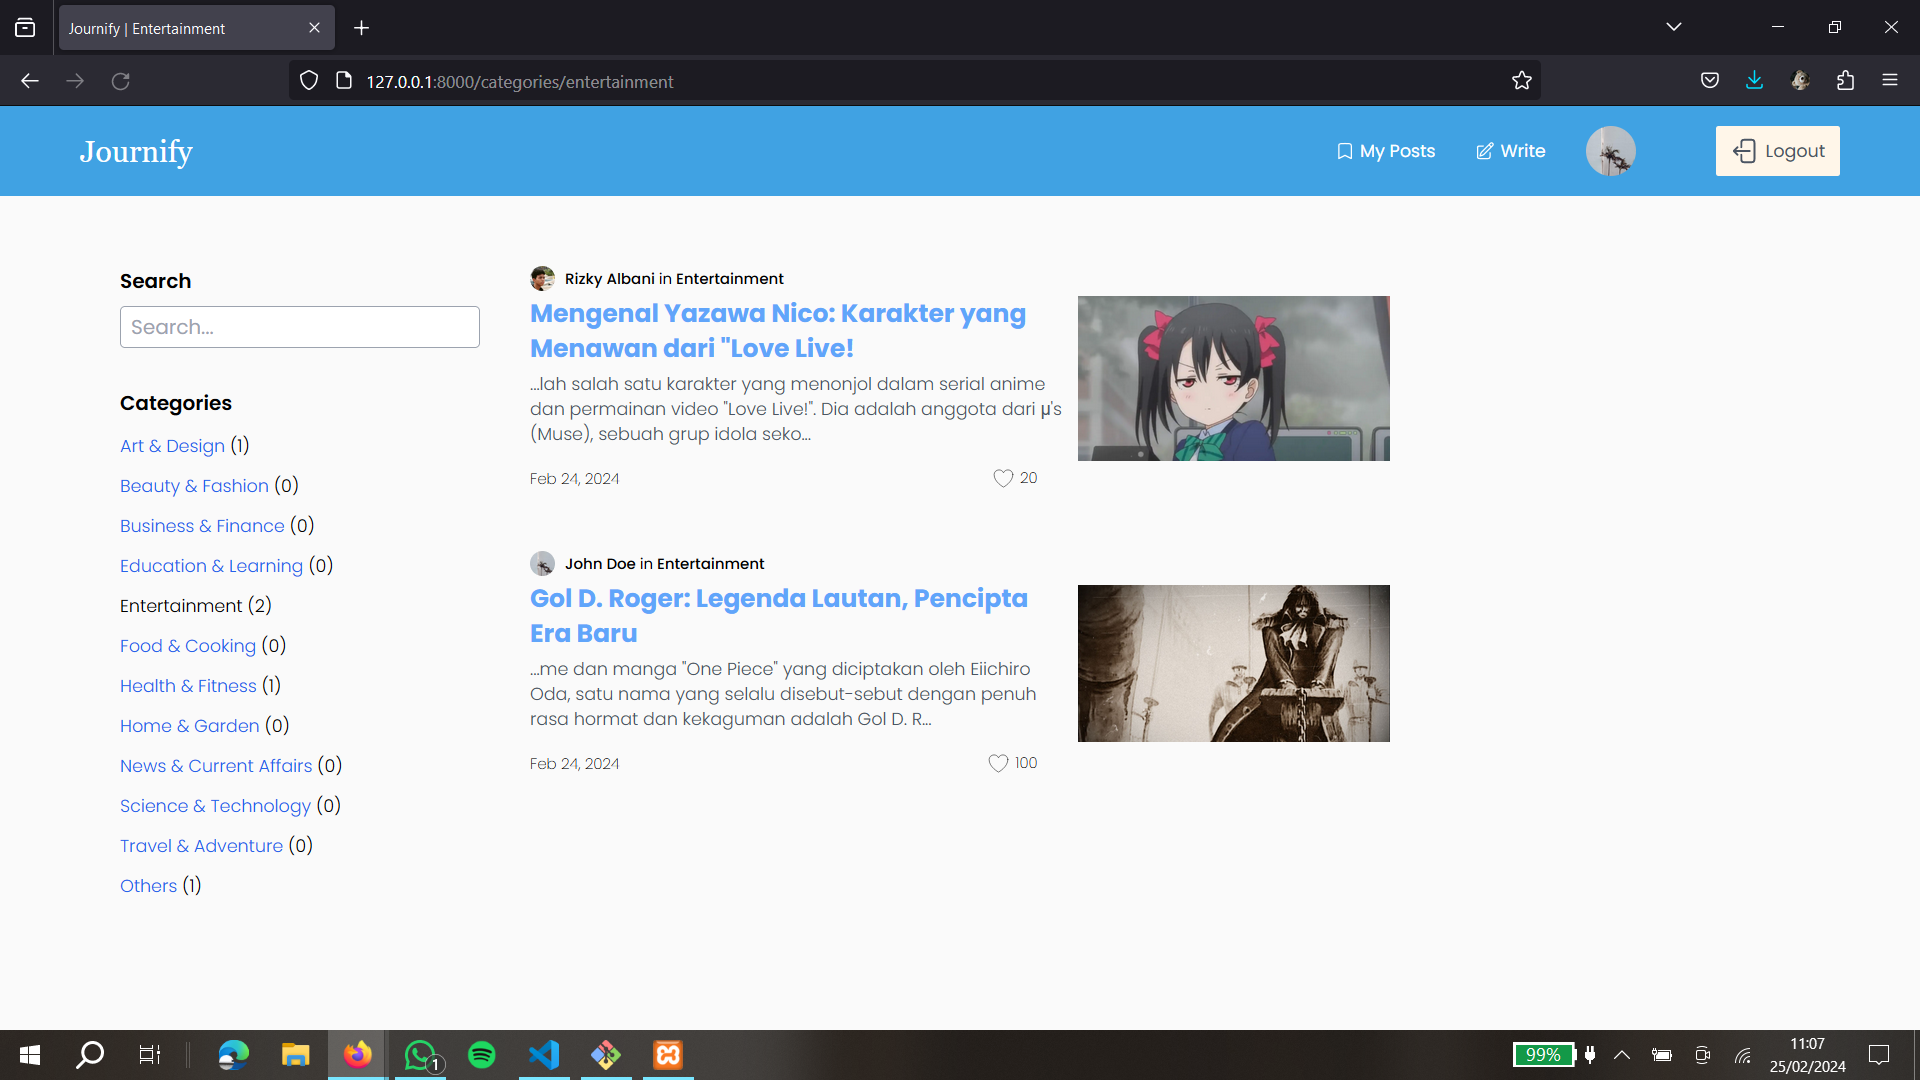 Journify | Entertainment
127.0.0.1:8000/categories/entertainment
Journify
My Posts
Write
Logout
Search
Search...
Categories
Art & Design (1)
Beauty & Fashion (0)
Business & Finance (0)
Education & Learning (0)
Entertainment (2)
Food & Cooking (0)
Health & Fitness (1)
Home & Garden (0)
News & Current Affairs (0)
Science & Technology (0)
Travel & Adventure (0)
Others (1)
Rizky Albani in Entertainment
Mengenal Yazawa Nico: Karakter yang
Menawan dari "Love Live!
...lah salah satu karakter yang menonjol dalam serial anime
dan permainan video "Love Live!". Dia adalah anggota dari μ's
(Muse), sebuah grup idola seko...
Feb 24, 2024
20
John Doe in Entertainment
Gol D. Roger: Legenda Lautan, Pencipta
Era Baru
...me dan manga "One Piece" yang diciptakan oleh Eiichiro
Oda, satu nama yang selalu disebut-sebut dengan penuh
rasa hormat dan kekaguman adalah Gol D. R...
Feb 24, 2024
100
1
99%
11:07
25/02/2024